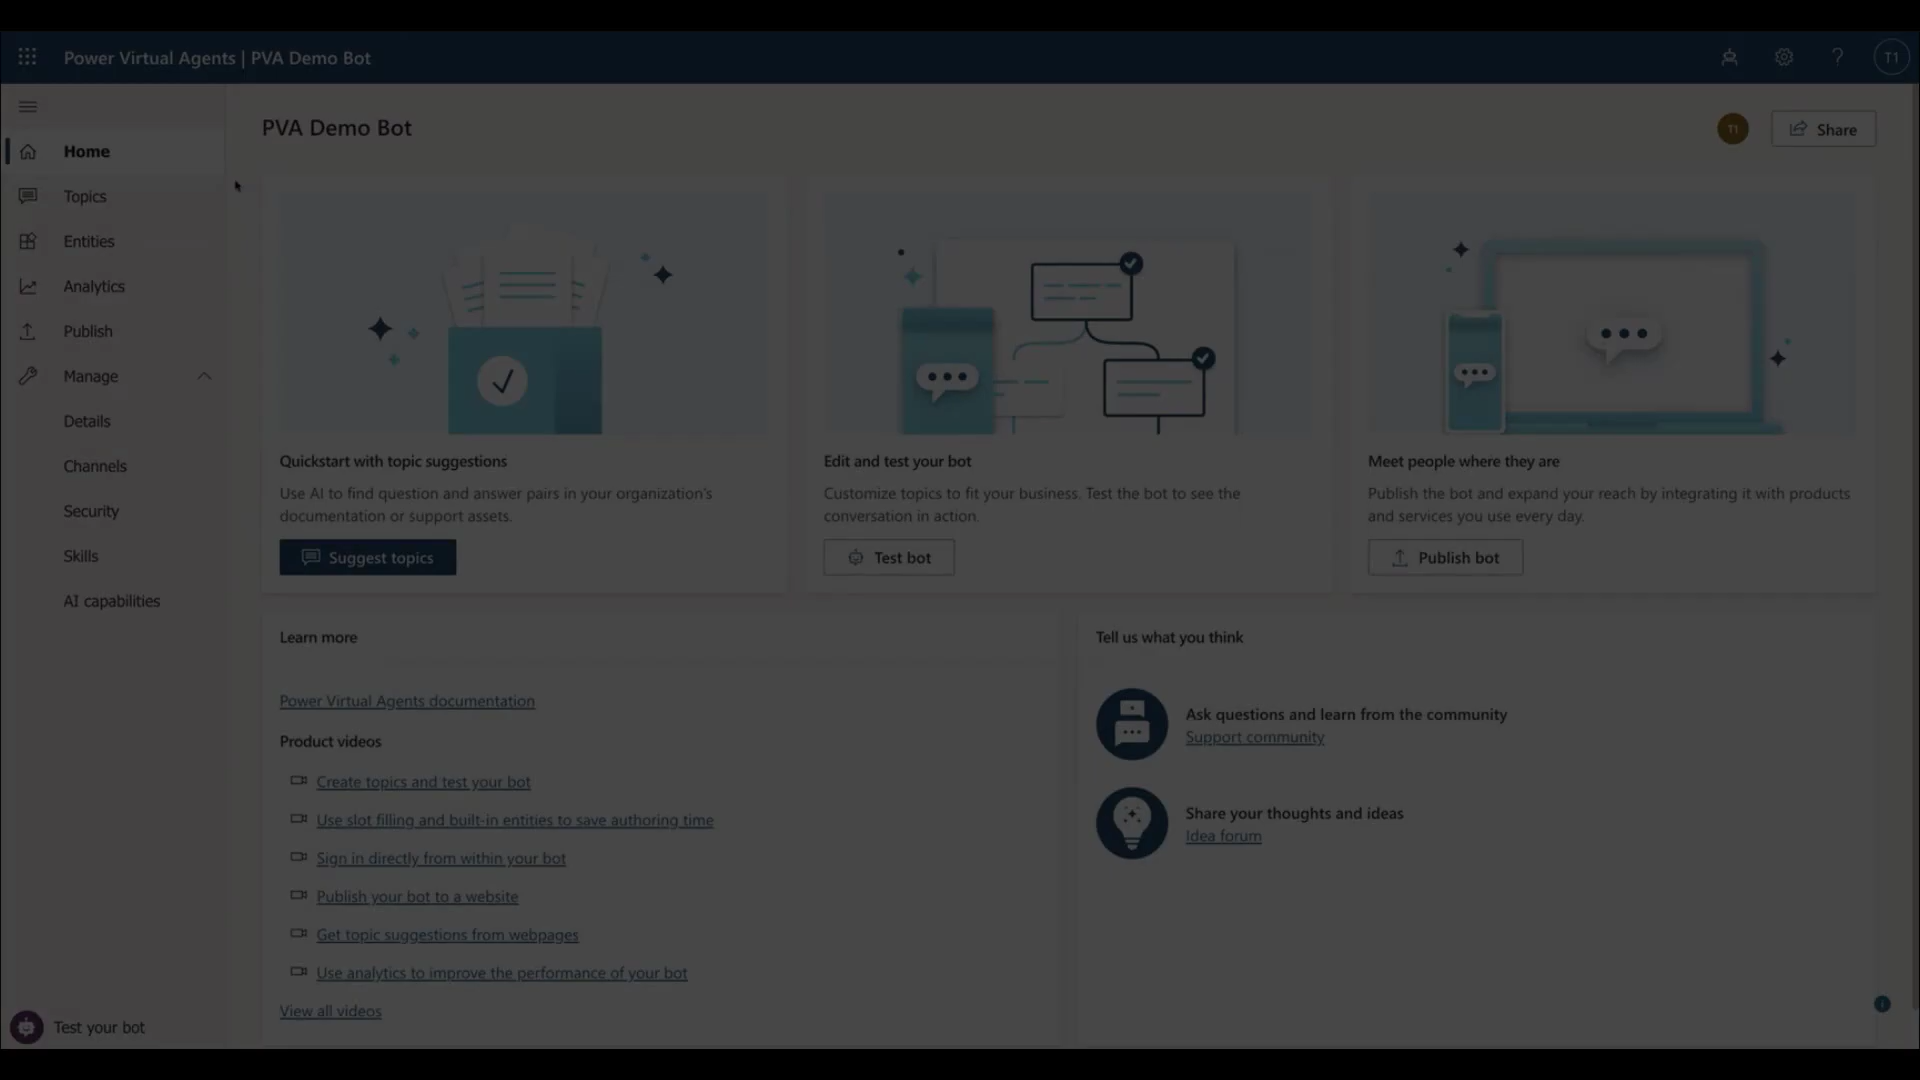 Power Virtual Agents | PVA Demo Bot
T1
Home
Topics
Entities
Analytics
Publish
Manage
Details
Channels
Security
Skills
AI capabilities
Test your bot
PVA Demo Bot
T1
Share
Quickstart with topic suggestions
Use AI to find question and answer pairs in your organization's
documentation or support assets.
Suggest topics
Edit and test your bot
Customize topics to fit your business. Test the bot to see the
conversation in action.
Test bot
Meet people where they are
Publish the bot and expand your reach by integrating it with products
and services you use every day.
Publish bot
Learn more
Power Virtual Agents documentation
Product videos
Create topics and test your bot
Use slot filling and built-in entities to save authoring time
Sign in directly from within your bot
Publish your bot to a website
Get topic suggestions from webpages
Use analytics to improve the performance of your bot
View all videos
Tell us what you think
Ask questions and learn from the community
Support community
Share your thoughts and ideas
Idea forum